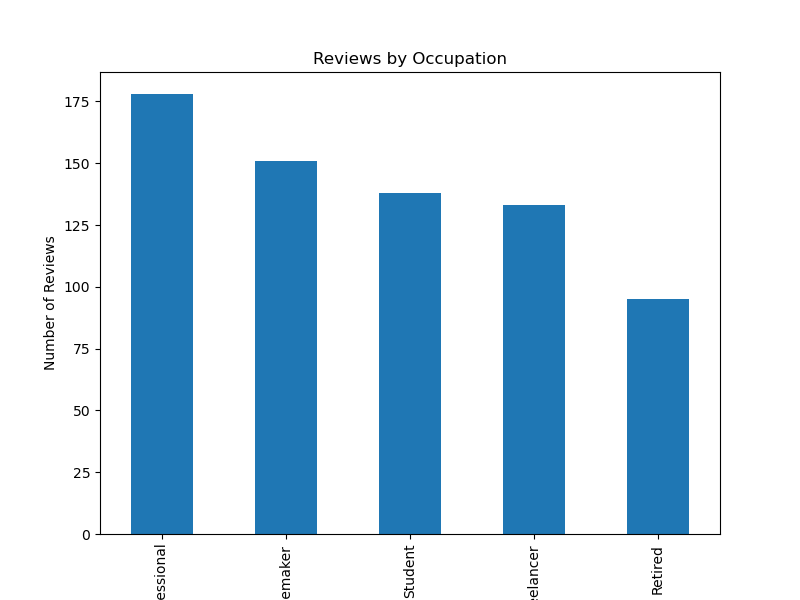 Reviews by Occupation
Number of Reviews
175
150
125
100
75
50
25
0
essional
emaker
Student
elancer
Retired